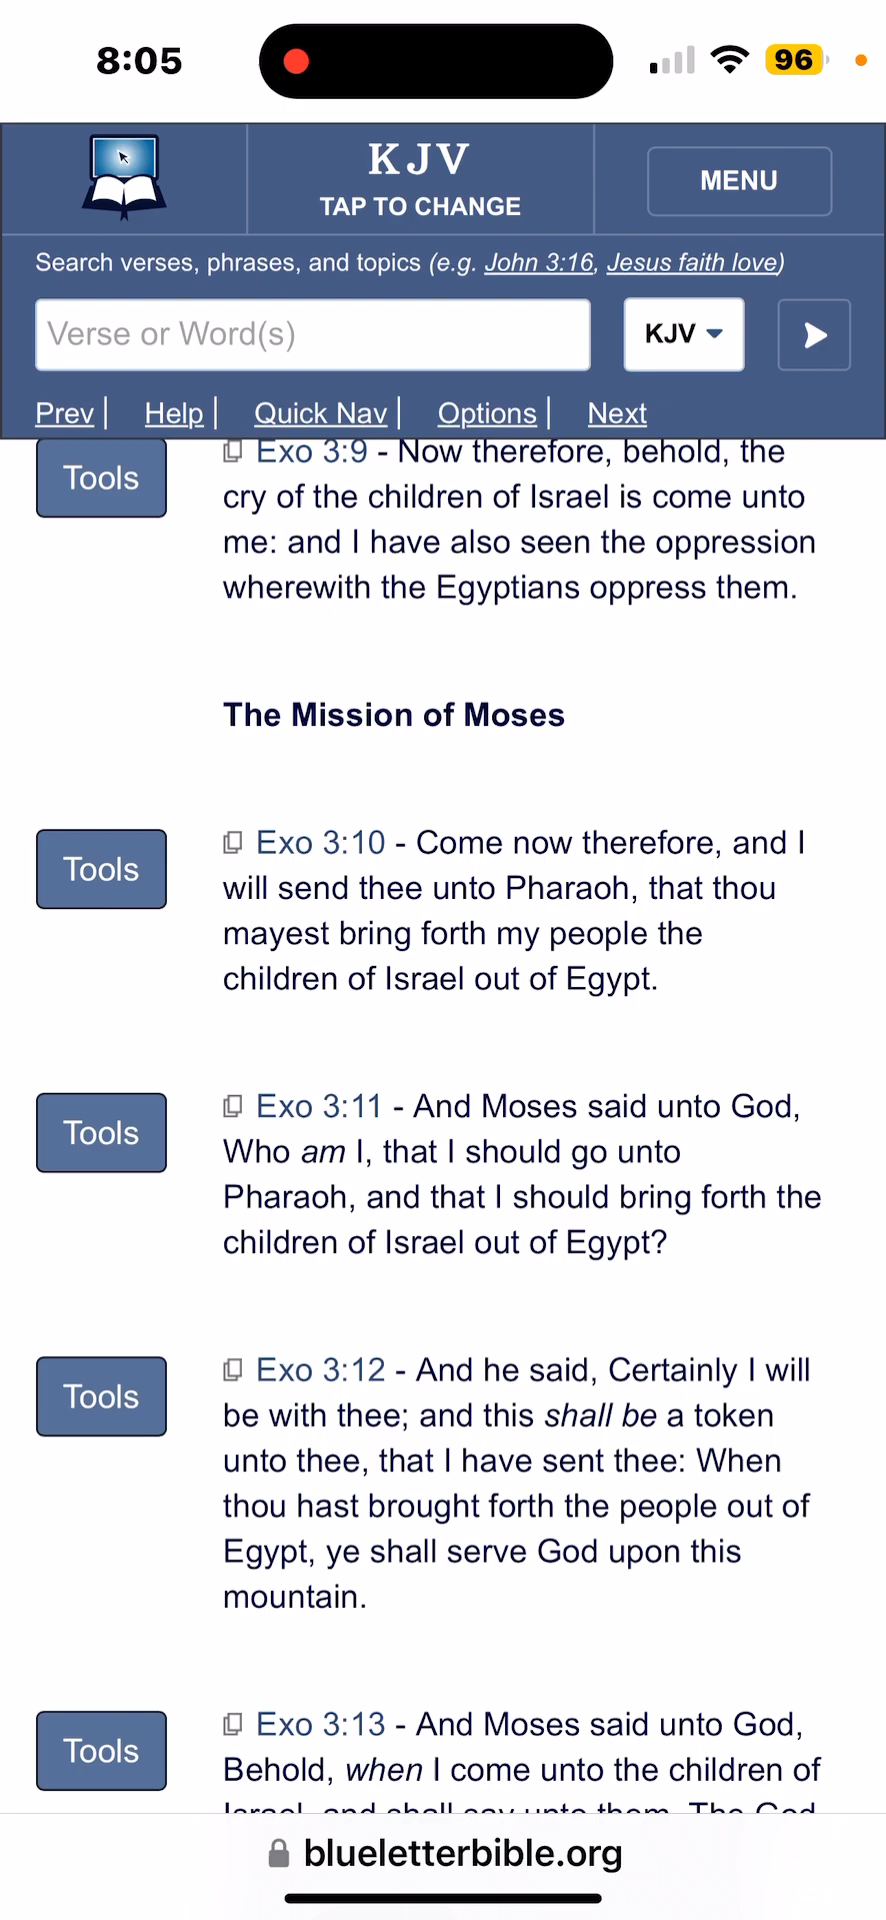 8:05
96
KJV
TAP TO CHANGE
MENU
Search verses, phrases, and topics (e.g. John 3:16, Jesus faith love)
Verse or Word(s)
KJV
Prev |
Help |
Quick Nav |
Options |
Next
Tools
Exo 3:9 - Now therefore, behold, the
cry of the children of Israel is come unto
me: and I have also seen the oppression
wherewith the Egyptians oppress them.
The Mission of Moses
Tools
Exo 3:10 - Come now therefore, and I
will send thee unto Pharaoh, that thou
mayest bring forth my people the
children of Israel out of Egypt.
Tools
Exo 3:11 - And Moses said unto God,
Who am I, that I should go unto
Pharaoh, and that I should bring forth the
children of Israel out of Egypt?
Tools
Exo 3:12 - And he said, Certainly I will
be with thee; and this shall be a token
unto thee, that I have sent thee: When
thou hast brought forth the people out of
Egypt, ye shall serve God upon this
mountain.
Tools
Exo 3:13 - And Moses said unto God,
Behold, when I come unto the children of
Israel, and shall say unto them, The God
blueletterbible.org